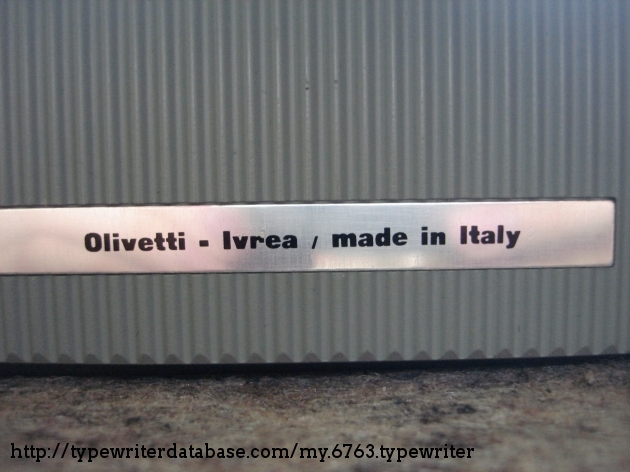 Olivetti - Ivrea / made in Italy
http://typewriterdatabase.com/my.6763.typewriter